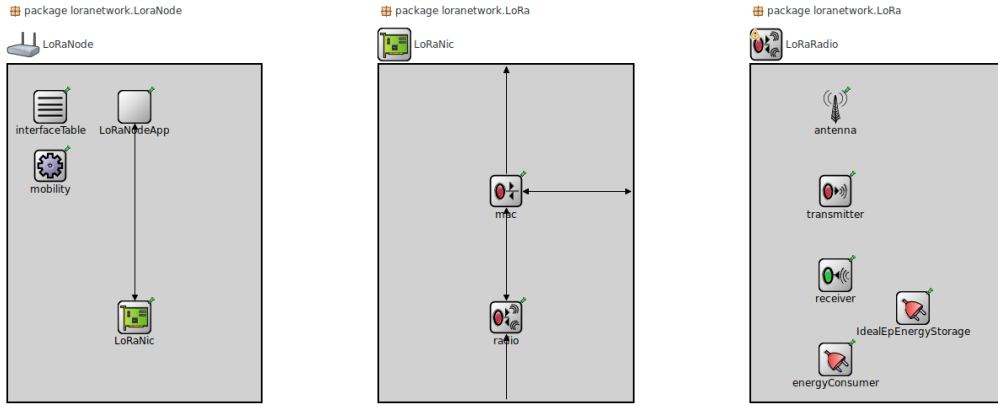 package loranetwork.LoraNode
LoRaNode
interfaceTable
LoRaNodeApp
mobility
LoRaNic
package loranetwork.LoRa
LoRaNic
mac
radio
package loranetwork.LoRa
LoRaRadio
antenna
transmitter
receiver
IdealEpEnergyStorage
energyConsumer